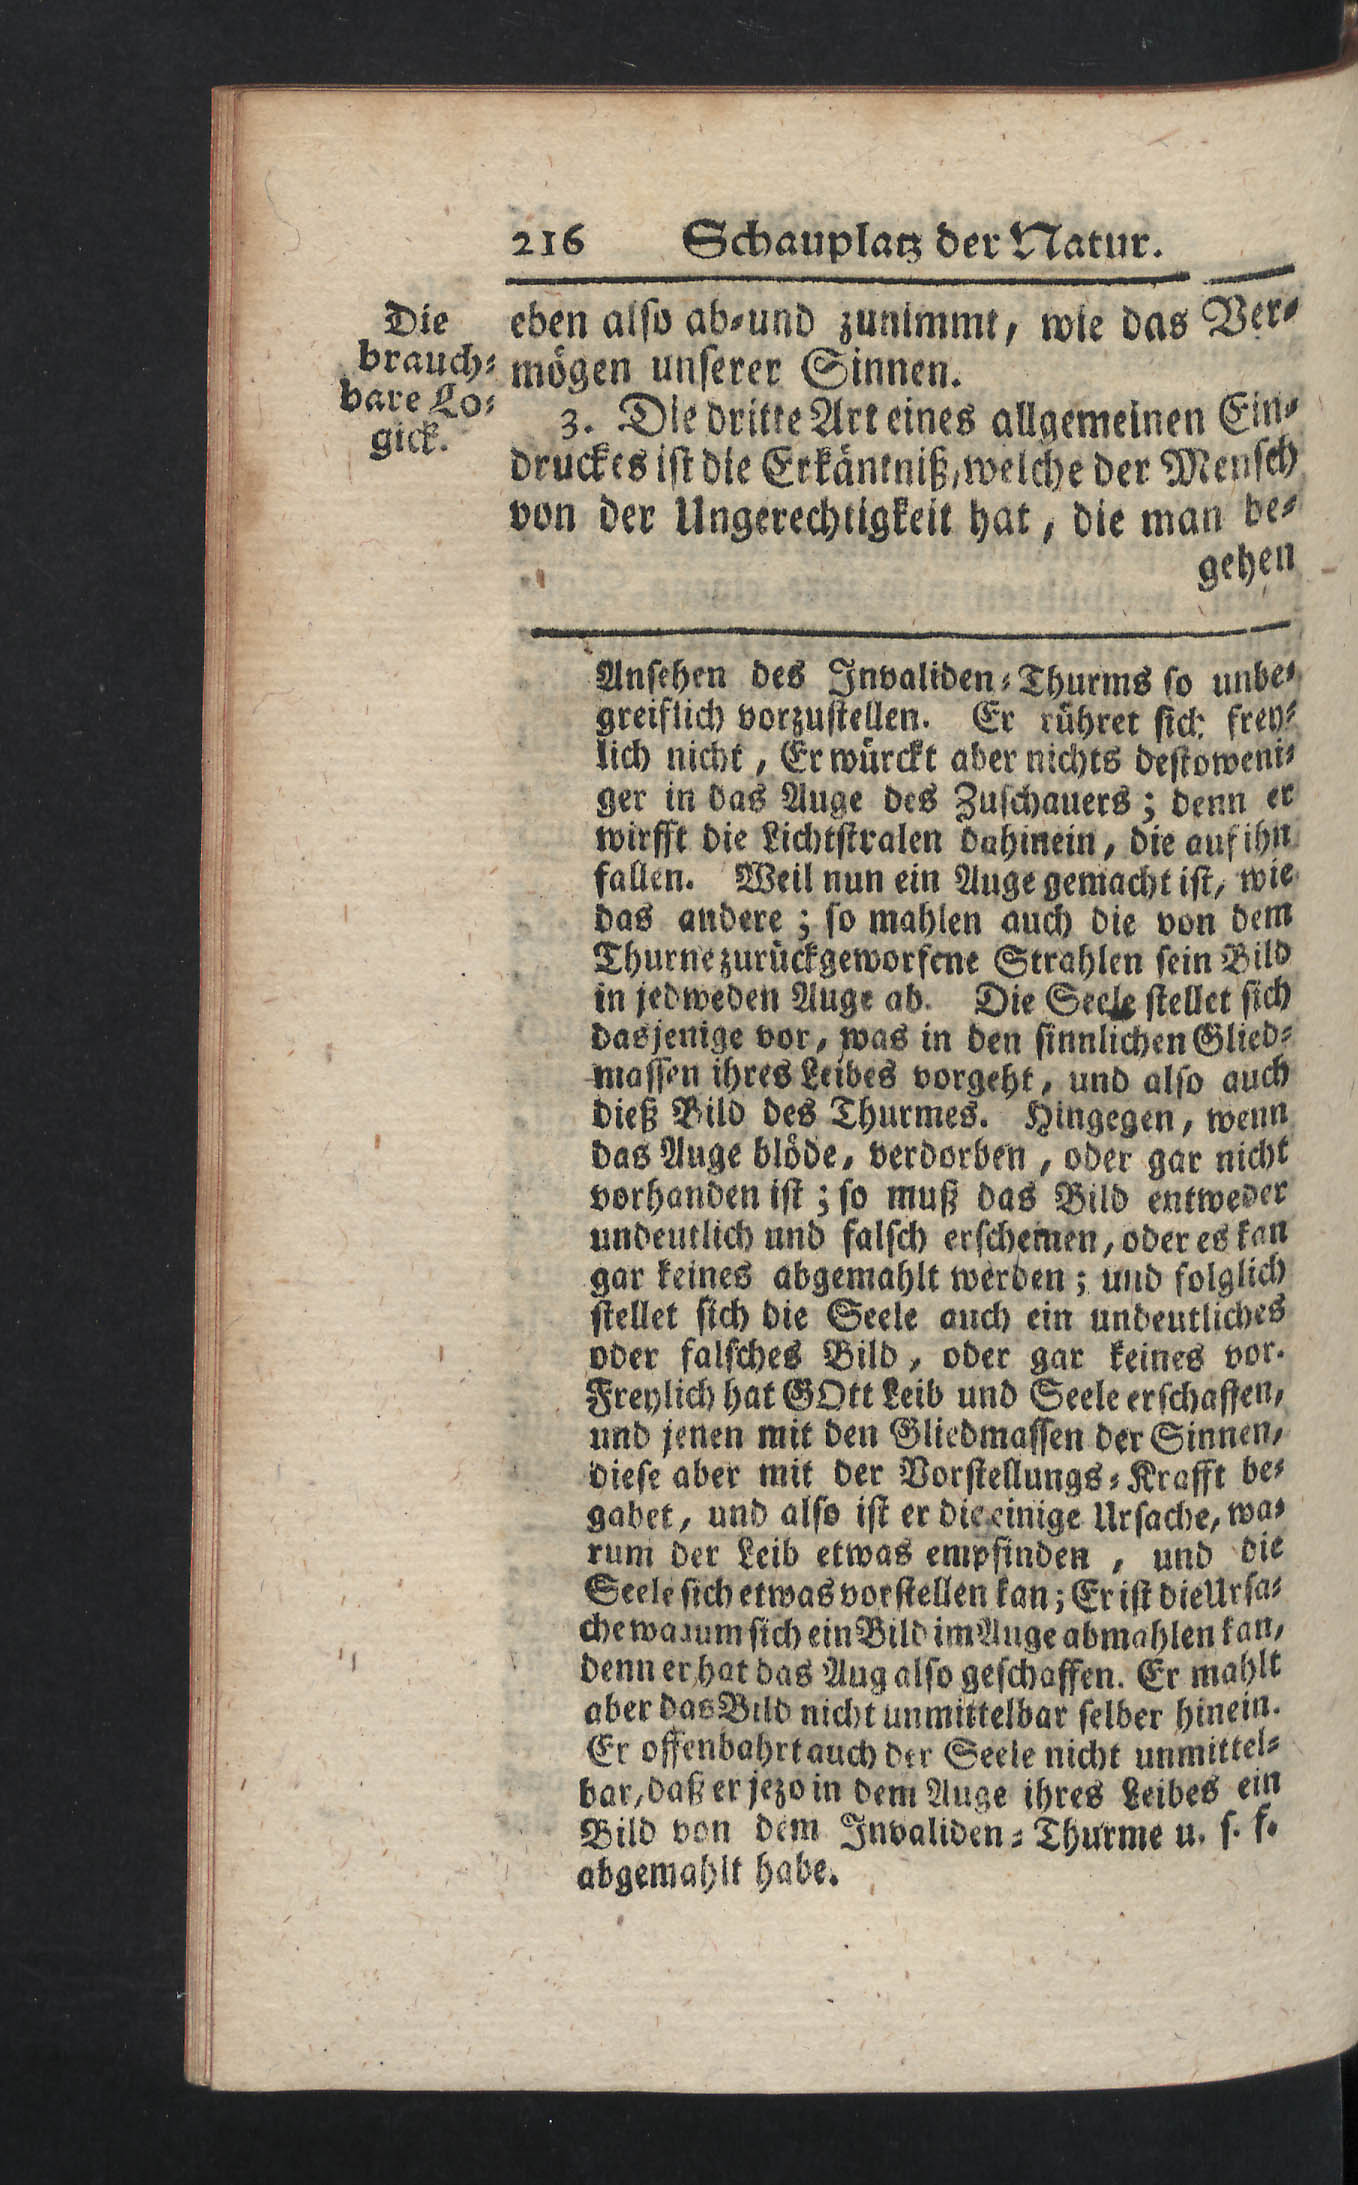 216 Schauplatz der Natur.
Die
brauch-
bare Lo-
gick.
eben also ab-und zunimmt, wie das Ver-
mögen unserer Sinnen.
3. Die dritte Art eines allgemeinen Ein-
druckes ist die Erkäntniß, welche der Mensch
von der Ungerechtigkeit hat, die man be-
gehen
Ansehen des Invaliden-Thurms so unbe-
greiflich vorzustellen. Er rühret sich frey-
lich nicht, Er würckt aber nichts destoweni-
ger in das Auge des Zuschauers; denn er
wirfft die Lichtstralen dahinein, die auf ihn
fallen. Weil nun ein Auge gemacht ist, wie
das andere; so mahlen auch die von dem
Thurne zurückgeworfene Strahlen sein Bild
in jedweden Auge ab. Die Seele stellet sich
dasjenige vor, was in den sinnlichen Glied-
massen ihres Leibes vorgeht, und also auch
dieß Bild des Thurmes. Hingegen, wenn
das Auge blöde, verdorben, oder gar nicht
vorhanden ist; so muß das Bild entweder
undeutlich und falsch erscheinen, oder es kan
gar keines abgemahlt werden; und folglich
stellet sich die Seele auch ein undeutliches
oder falsches Bild, oder gar keines vor.
Freylich hat GOtt Leib und Seele erschaffen,
und jenen mit den Gliedmassen der Sinnen,
diese aber mit der Vorstellungs-Krafft be-
gabet, und also ist er die einige Ursache, wa-
rum der Leib etwas empfinden, und die
Seele sich etwas vorstellen kan; Er ist die Ursa-
che warum sich ein Bild im Auge abmahlen kan,
denn er hat das Aug also geschaffen. Er mahlt
aber das Bild nicht unmittelbar selber hinein.
Er offenbahrt auch der Seele nicht unmittel-
bar, daß er jezo in dem Auge ihres Leibes ein
Bild von dem Invaliden-Thurme u. s. f.
abgemahlt habe.